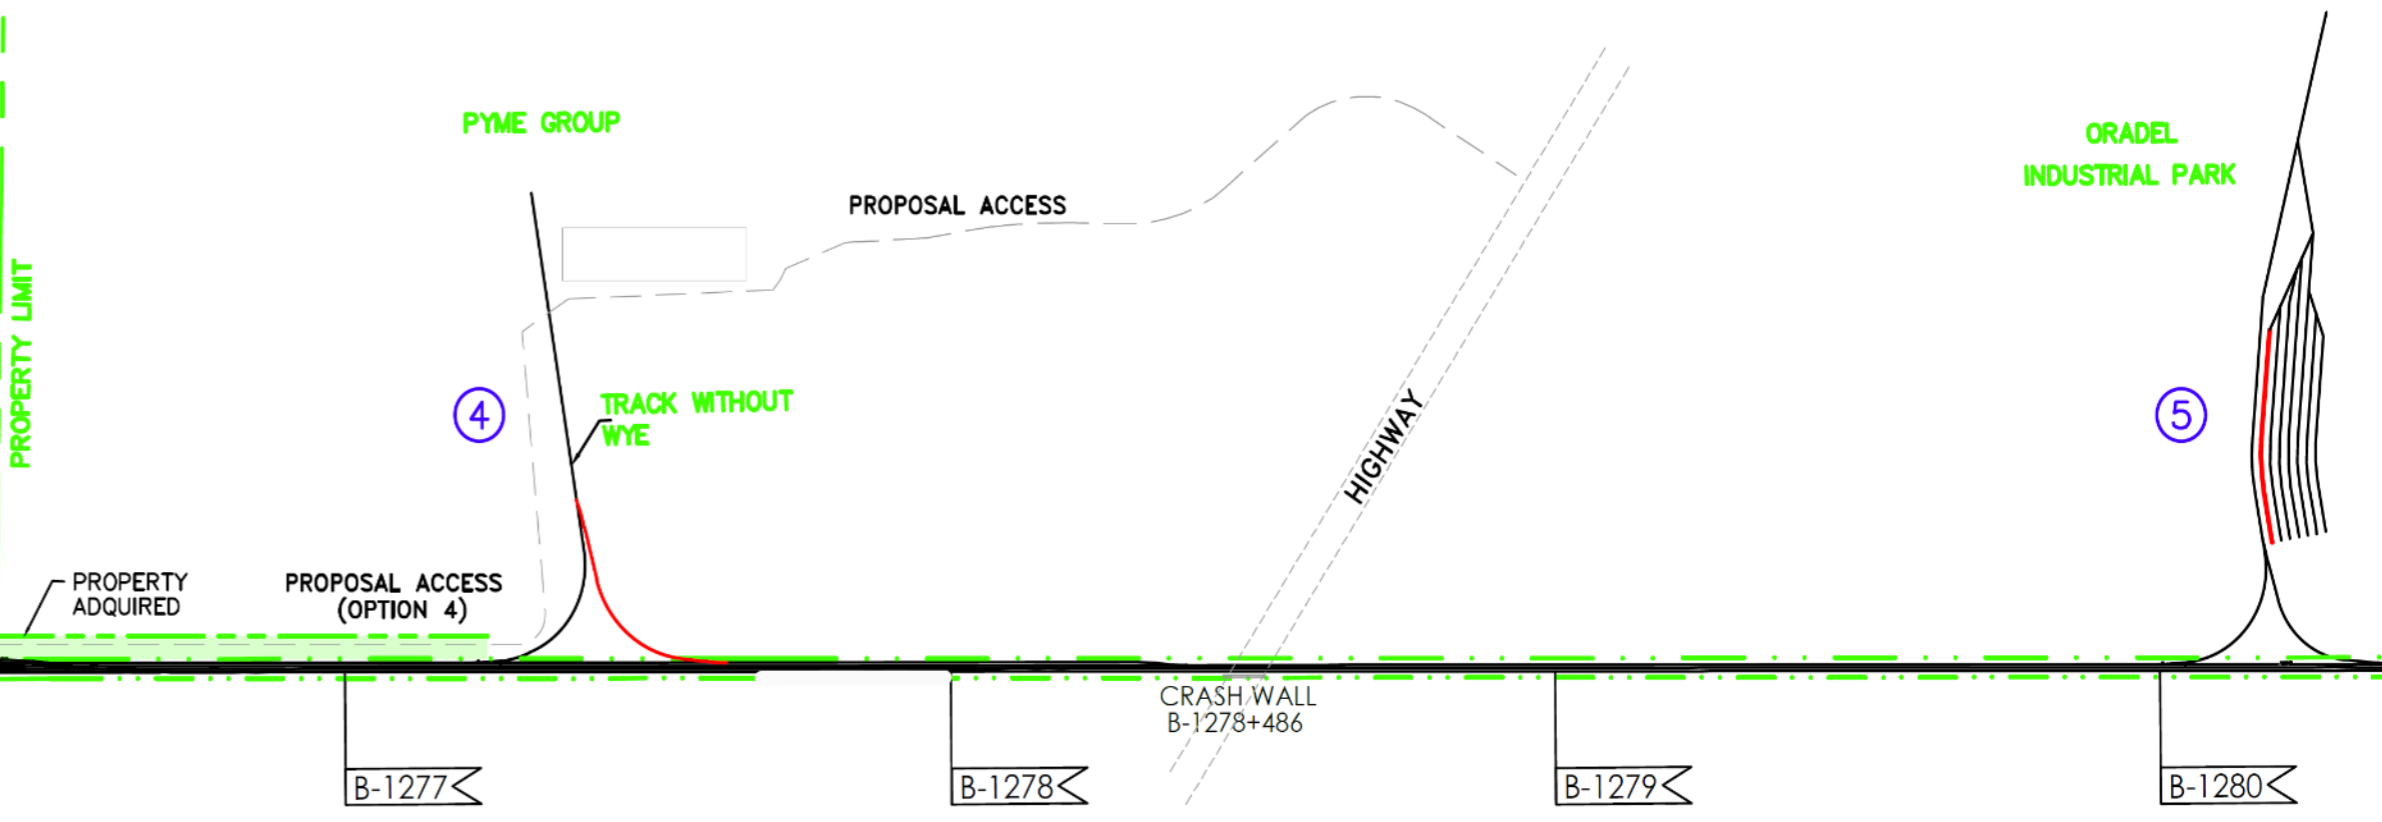 PROPERTY LIMIT
PYME GROUP
PROPOSAL ACCESS
ORADEL
INDUSTRIAL PARK
4
TRACK WITHOUT
WYE
HIGHWAY
5
PROPERTY
ADQUIRED
PROPOSAL ACCESS
(OPTION 4)
CRASH WALL
B-1278+486
B-1277
B-1278
B-1279
B-1280